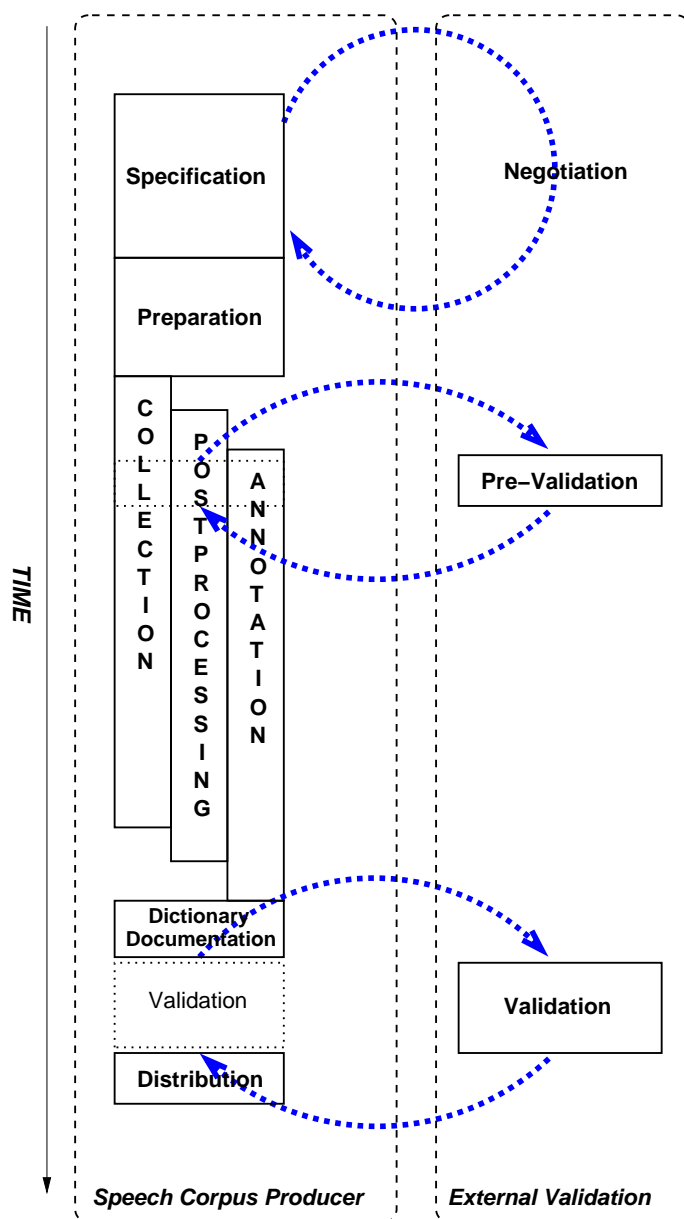 Specification
Negotiation
Preparation
COLLECTION
POSTPROCESSING
ANNOTATION
Pre–Validation
TIME
Dictionary
Documentation
Validation
Validation
Distribution
Speech Corpus Producer
External Validation